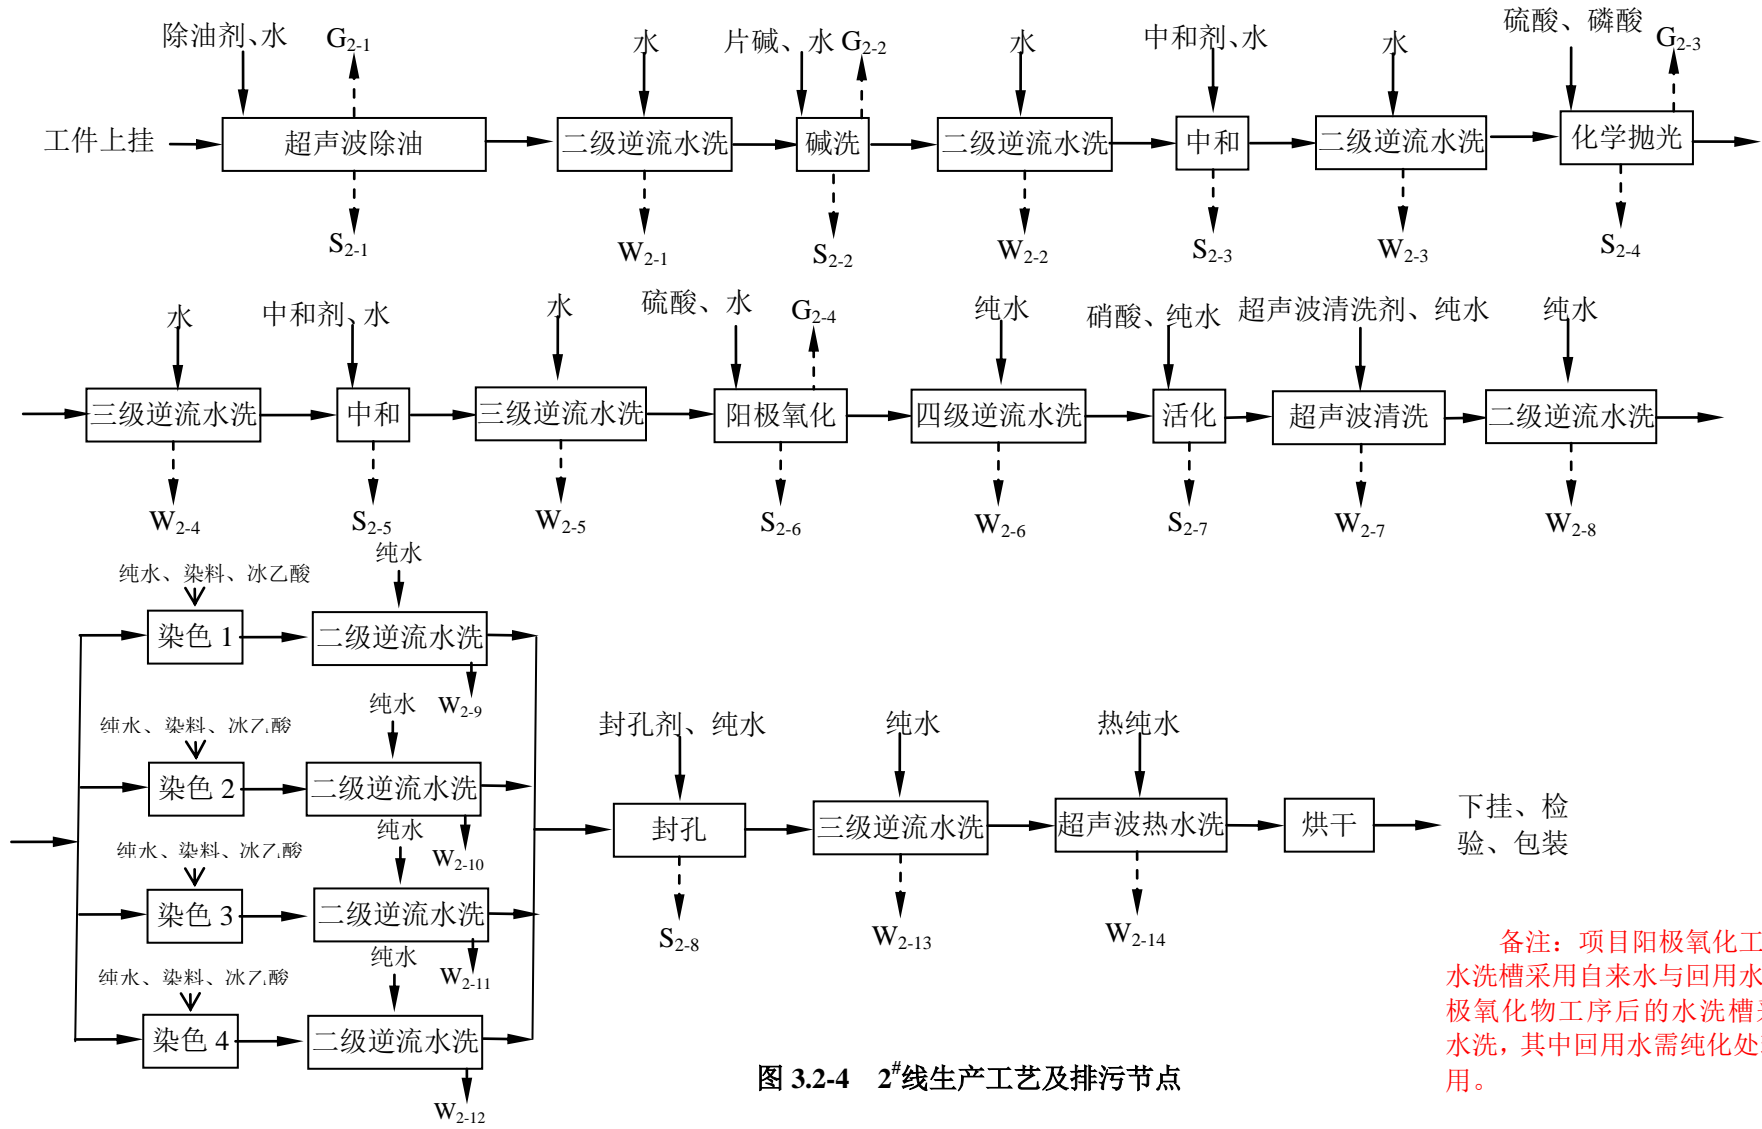 除油剂、水 G2-1 水 片碱、水 G2-2 水 中和剂、水 水 硫酸、磷酸 G2-3
工件上挂 超声波除油 二级逆流水洗 碱洗 二级逆流水洗 中和 二级逆流水洗 化学抛光
S2-1 W2-1 S2-2 W2-2 S2-3 W2-3 S2-4
水 中和剂、水 水 硫酸、水 G2-4 纯水 硝酸、纯水 超声波清洗剂、纯水 纯水
三级逆流水洗 中和 三级逆流水洗 阳极氧化 四级逆流水洗 活化 超声波清洗 二级逆流水洗
W2-4 S2-5 W2-5 S2-6 W2-6 S2-7 W2-7 W2-8
纯水、染料、冰乙酸 纯水
染色 1 二级逆流水洗
W2-9
纯水、染料、冰乙酸 纯水
染色 2 二级逆流水洗
W2-10
纯水、染料、冰乙酸 纯水
染色 3 二级逆流水洗
W2-11
纯水、染料、冰乙酸 纯水
染色 4 二级逆流水洗
W2-12
封孔剂、纯水 纯水 热纯水
封孔 三级逆流水洗 超声波热水洗 烘干 下挂、检
验、包装
S2-8 W2-13 W2-14
备注：项目阳极氧化工
水洗槽采用自来水与回用水
极氧化物工序后的水洗槽
水洗，其中回用水需纯化处
用。
图 3.2-4 2#线生产工艺及排污节点